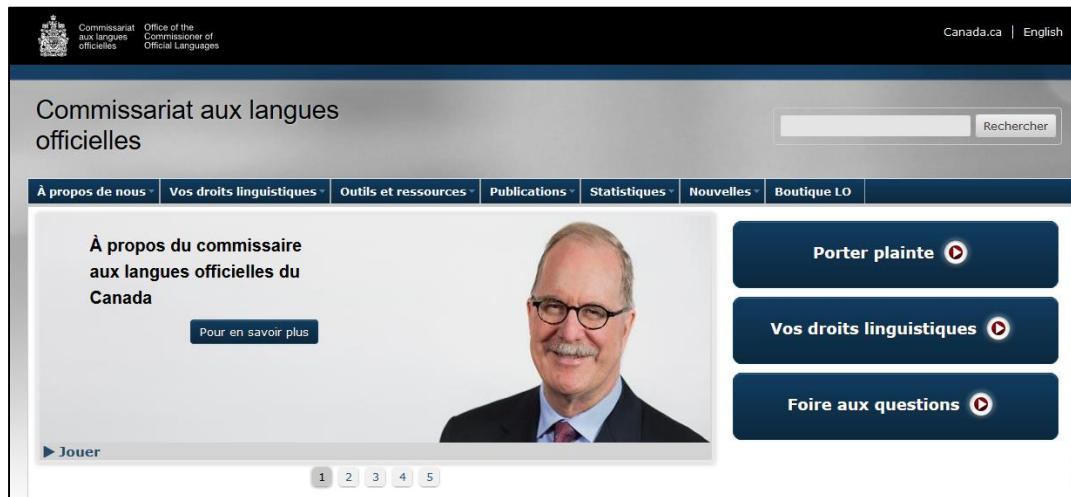 Commissariat
aux langues
officielles
Office of the
Commissioner of
Official Languages
Canada.ca | English
Commissariat aux langues
officielles
Rechercher
À propos de nous
Vos droits linguistiques
Outils et ressources
Publications
Statistiques
Nouvelles
Boutique LO
À propos du commissaire
aux langues officielles du
Canada
Pour en savoir plus
Jouer
1 2 3 4 5
Porter plainte
Vos droits linguistiques
Foire aux questions